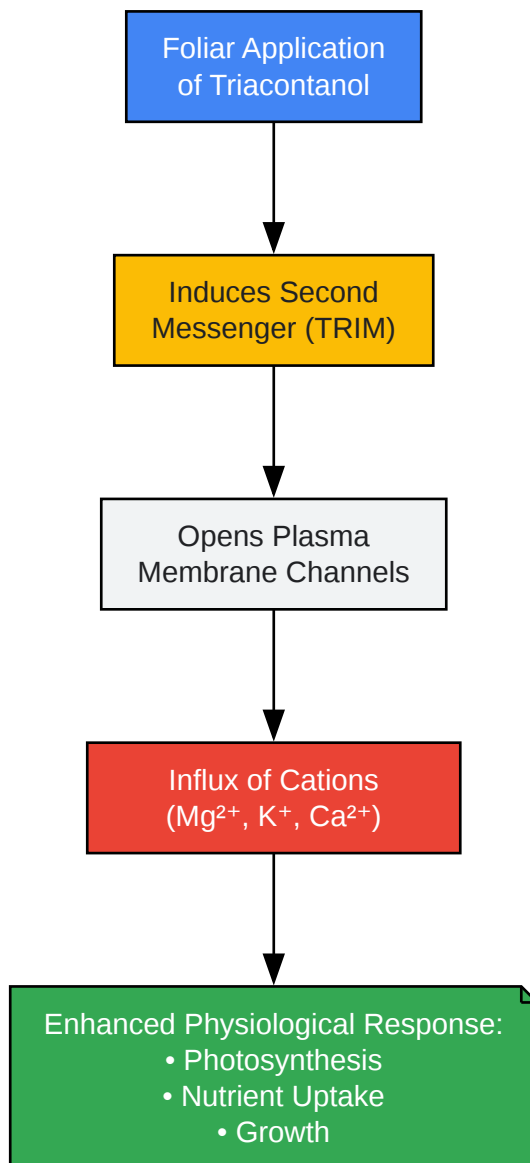 Foliar Application
of Triacontanol
Induces Second
Messenger (TRIM)
Opens Plasma
Membrane Channels
Influx of Cations
(Mg²⁺, K⁺, Ca²⁺)
Enhanced Physiological Response:
• Photosynthesis
• Nutrient Uptake
• Growth